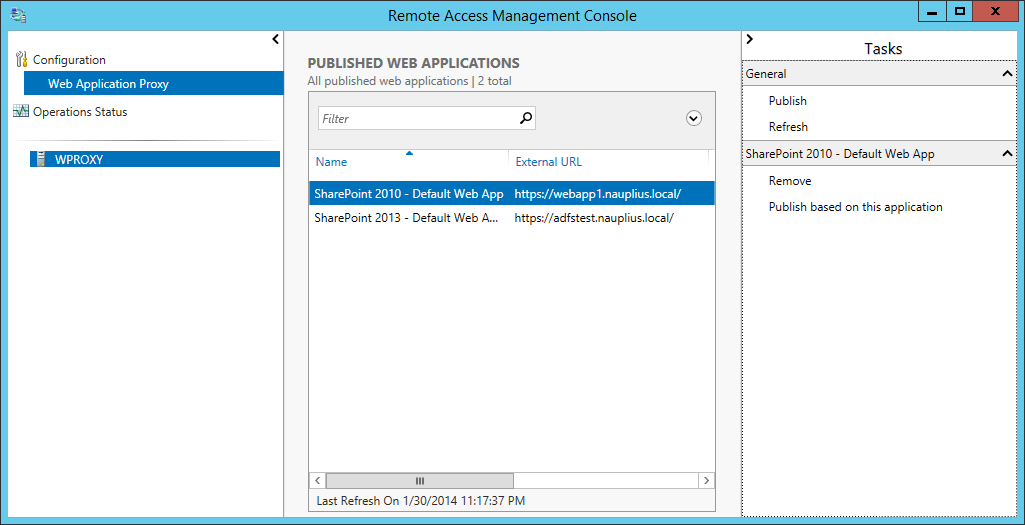 Remote Access Management Console
Configuration
Web Application Proxy
Operations Status
WPROXY
PUBLISHED WEB APPLICATIONS
All published web applications | 2 total
Filter
Name External URL
SharePoint 2010 - Default Web App https://webapp1.nauplius.local/
SharePoint 2013 - Default Web A... https://adfstest.nauplius.local/
Last Refresh On 1/30/2014 11:17:37 PM
Tasks
General
Publish
Refresh
SharePoint 2010 - Default Web App
Remove
Publish based on this application